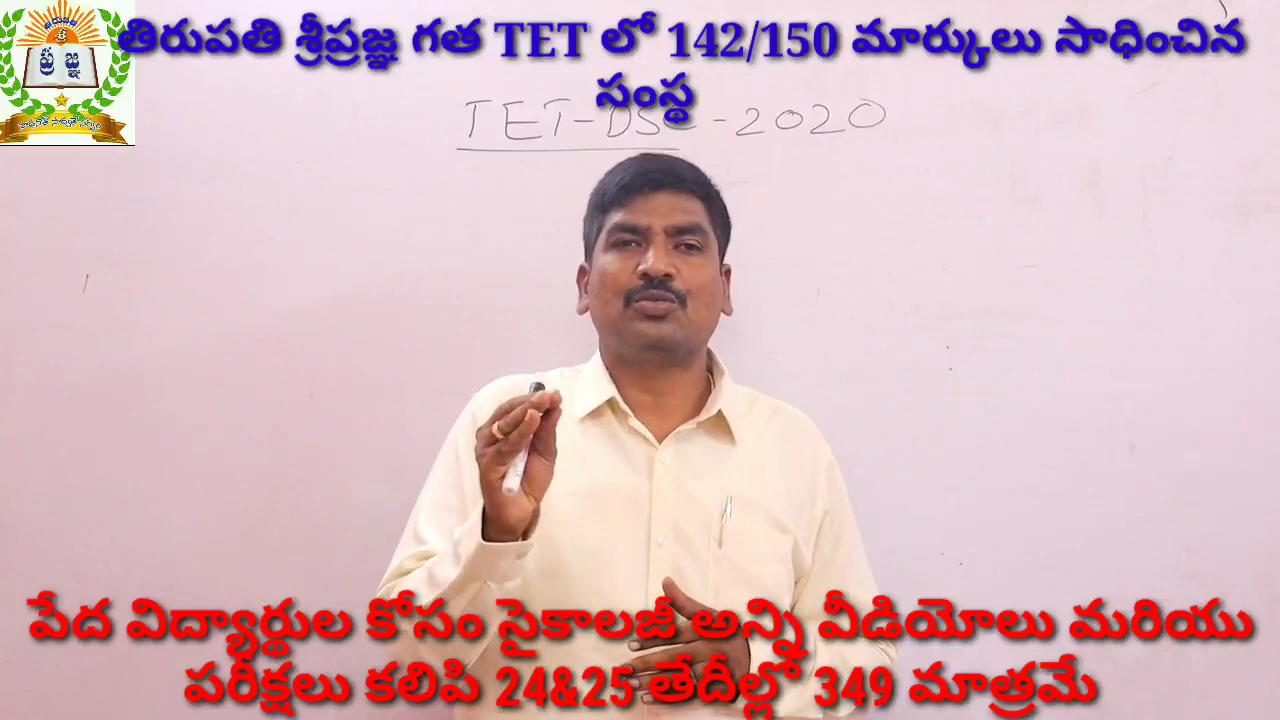 తిరుపతి శ్రీప్రజ్ఞ గత TET లో 142/150 మార్కులు సాధించిన
సంస్థ
TET-DSC-2020
శ్రీ
ప్రజ్ఞ
పేద విద్యార్థుల కోసం సైకాలజీ అన్ని వీడియోలు మరియు
పరీక్షలు కలిపి 24&25 తేదీల్లో 349 మాత్రమే